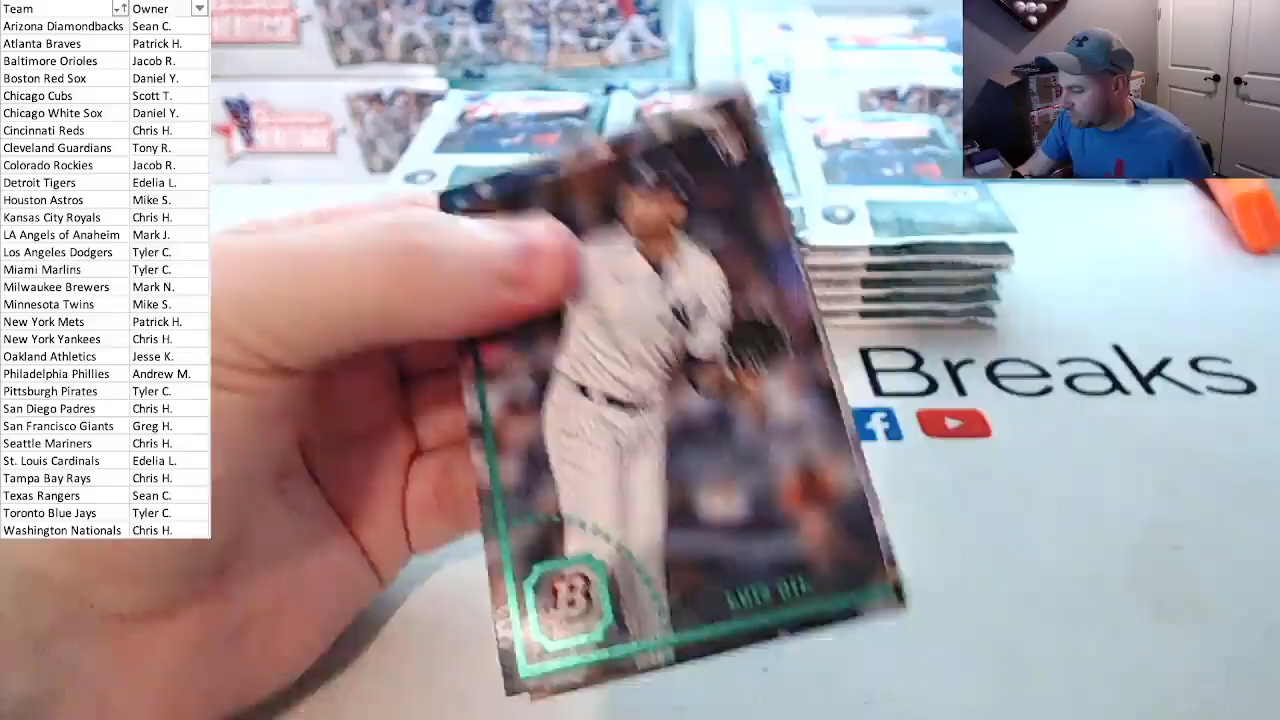 Team Owner
Arizona Diamondbacks Sean C.
Atlanta Braves Patrick H.
Baltimore Orioles Jacob R.
Boston Red Sox Daniel Y.
Chicago Cubs Scott T.
Chicago White Sox Daniel Y.
Cincinnati Reds Chris H.
Cleveland Guardians Tony R.
Colorado Rockies Jacob R.
Detroit Tigers Edelia L.
Houston Astros Mike S.
Kansas City Royals Chris H.
LA Angels of Anaheim Mark J.
Los Angeles Dodgers Tyler C.
Miami Marlins Tyler C.
Milwaukee Brewers Mark N.
Minnesota Twins Mike S.
New York Mets Patrick H.
New York Yankees Chris H.
Oakland Athletics Jesse K.
Philadelphia Phillies Andrew M.
Pittsburgh Pirates Tyler C.
San Diego Padres Chris H.
San Francisco Giants Greg H.
Seattle Mariners Chris H.
St. Louis Cardinals Edelia L.
Tampa Bay Rays Chris H.
Texas Rangers Sean C.
Toronto Blue Jays Tyler C.
Washington Nationals Chris H.
Breaks
B